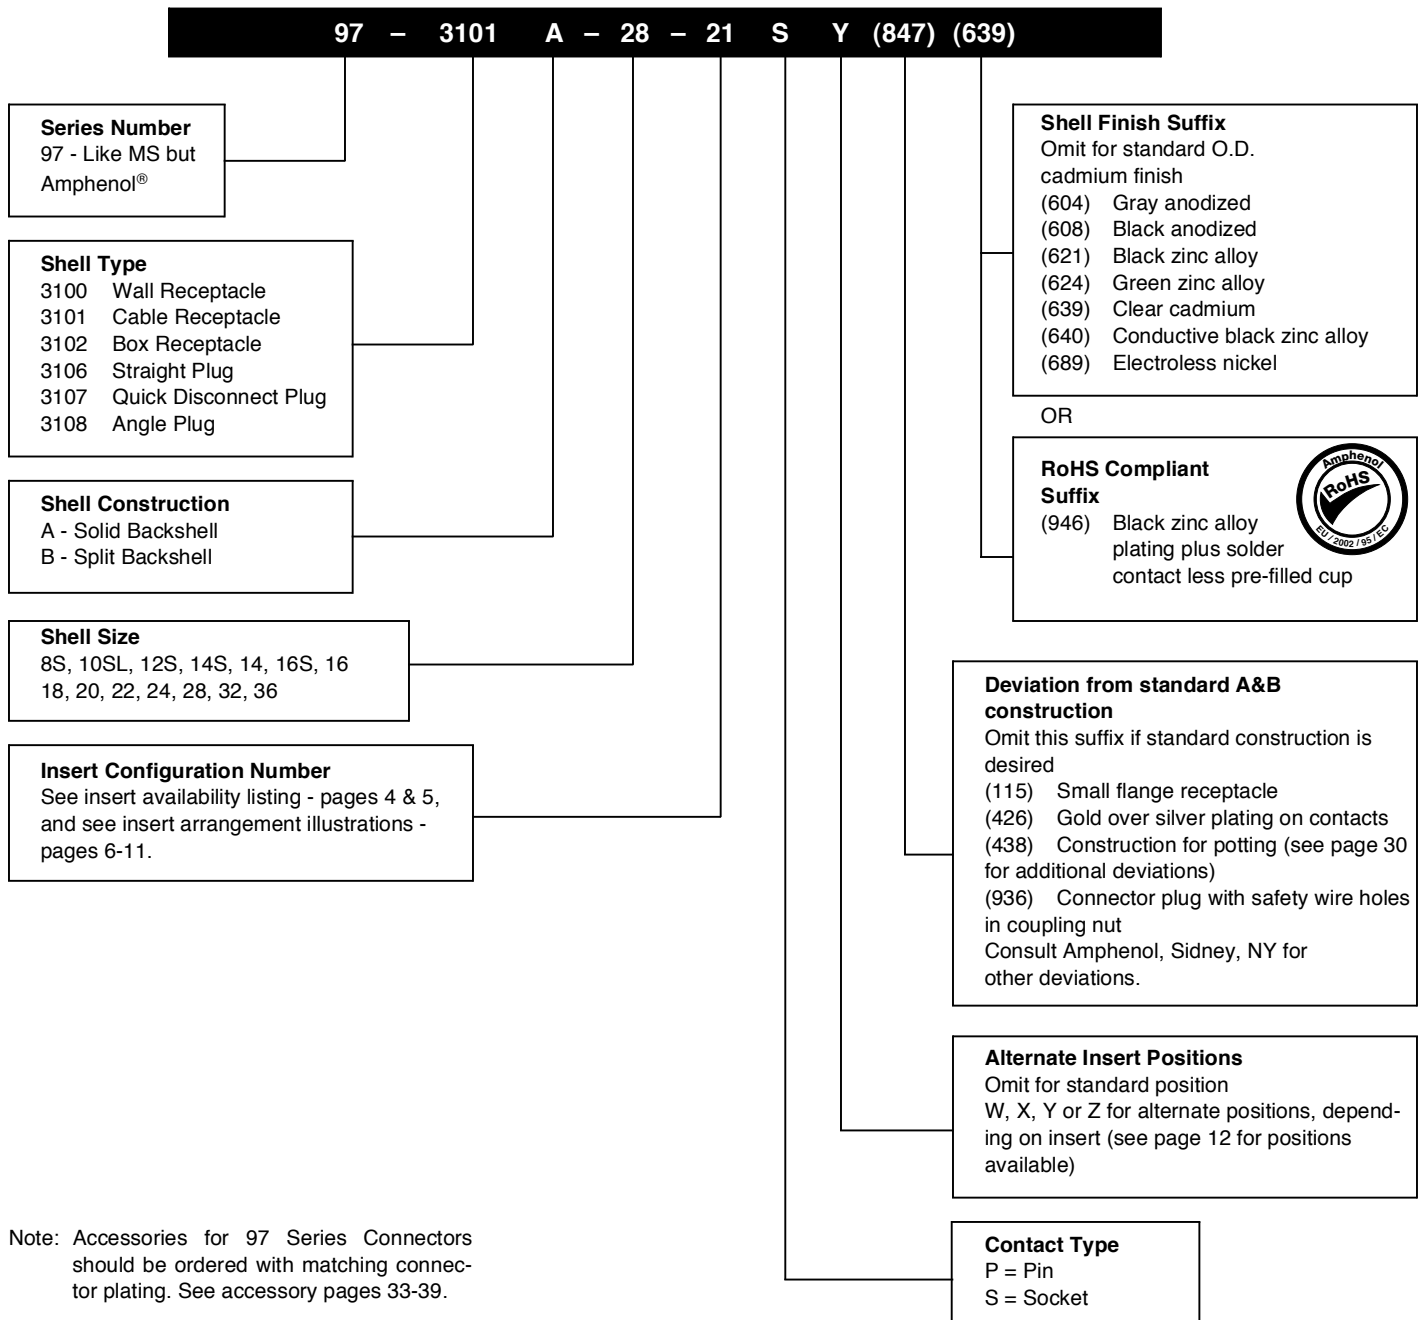 97 – 3101 A – 28 – 21 S Y (847) (639)
Series Number
97 - Like MS but
Amphenol®
Shell Type
3100 Wall Receptacle
3101 Cable Receptacle
3102 Box Receptacle
3106 Straight Plug
3107 Quick Disconnect Plug
3108 Angle Plug
Shell Construction
A - Solid Backshell
B - Split Backshell
Shell Size
8S, 10SL, 12S, 14S, 14, 16S, 16
18, 20, 22, 24, 28, 32, 36
Insert Configuration Number
See insert availability listing - pages 4 & 5,
and see insert arrangement illustrations -
pages 6-11.
Note: Accessories for 97 Series Connectors
should be ordered with matching connec-
tor plating. See accessory pages 33-39.
Shell Finish Suffix
Omit for standard O.D.
cadmium finish
(604) Gray anodized
(608) Black anodized
(621) Black zinc alloy
(624) Green zinc alloy
(639) Clear cadmium
(640) Conductive black zinc alloy
(689) Electroless nickel
OR
RoHS Compliant
Suffix
(946) Black zinc alloy
plating plus solder
contact less pre-filled cup
Amphenol
RoHS
EU / 2002 / 95 / EC
Deviation from standard A&B
construction
Omit this suffix if standard construction is
desired
(115) Small flange receptacle
(426) Gold over silver plating on contacts
(438) Construction for potting (see page 30
for additional deviations)
(936) Connector plug with safety wire holes
in coupling nut
Consult Amphenol, Sidney, NY for
other deviations.
Alternate Insert Positions
Omit for standard position
W, X, Y or Z for alternate positions, depend-
ing on insert (see page 12 for positions
available)
Contact Type
P = Pin
S = Socket